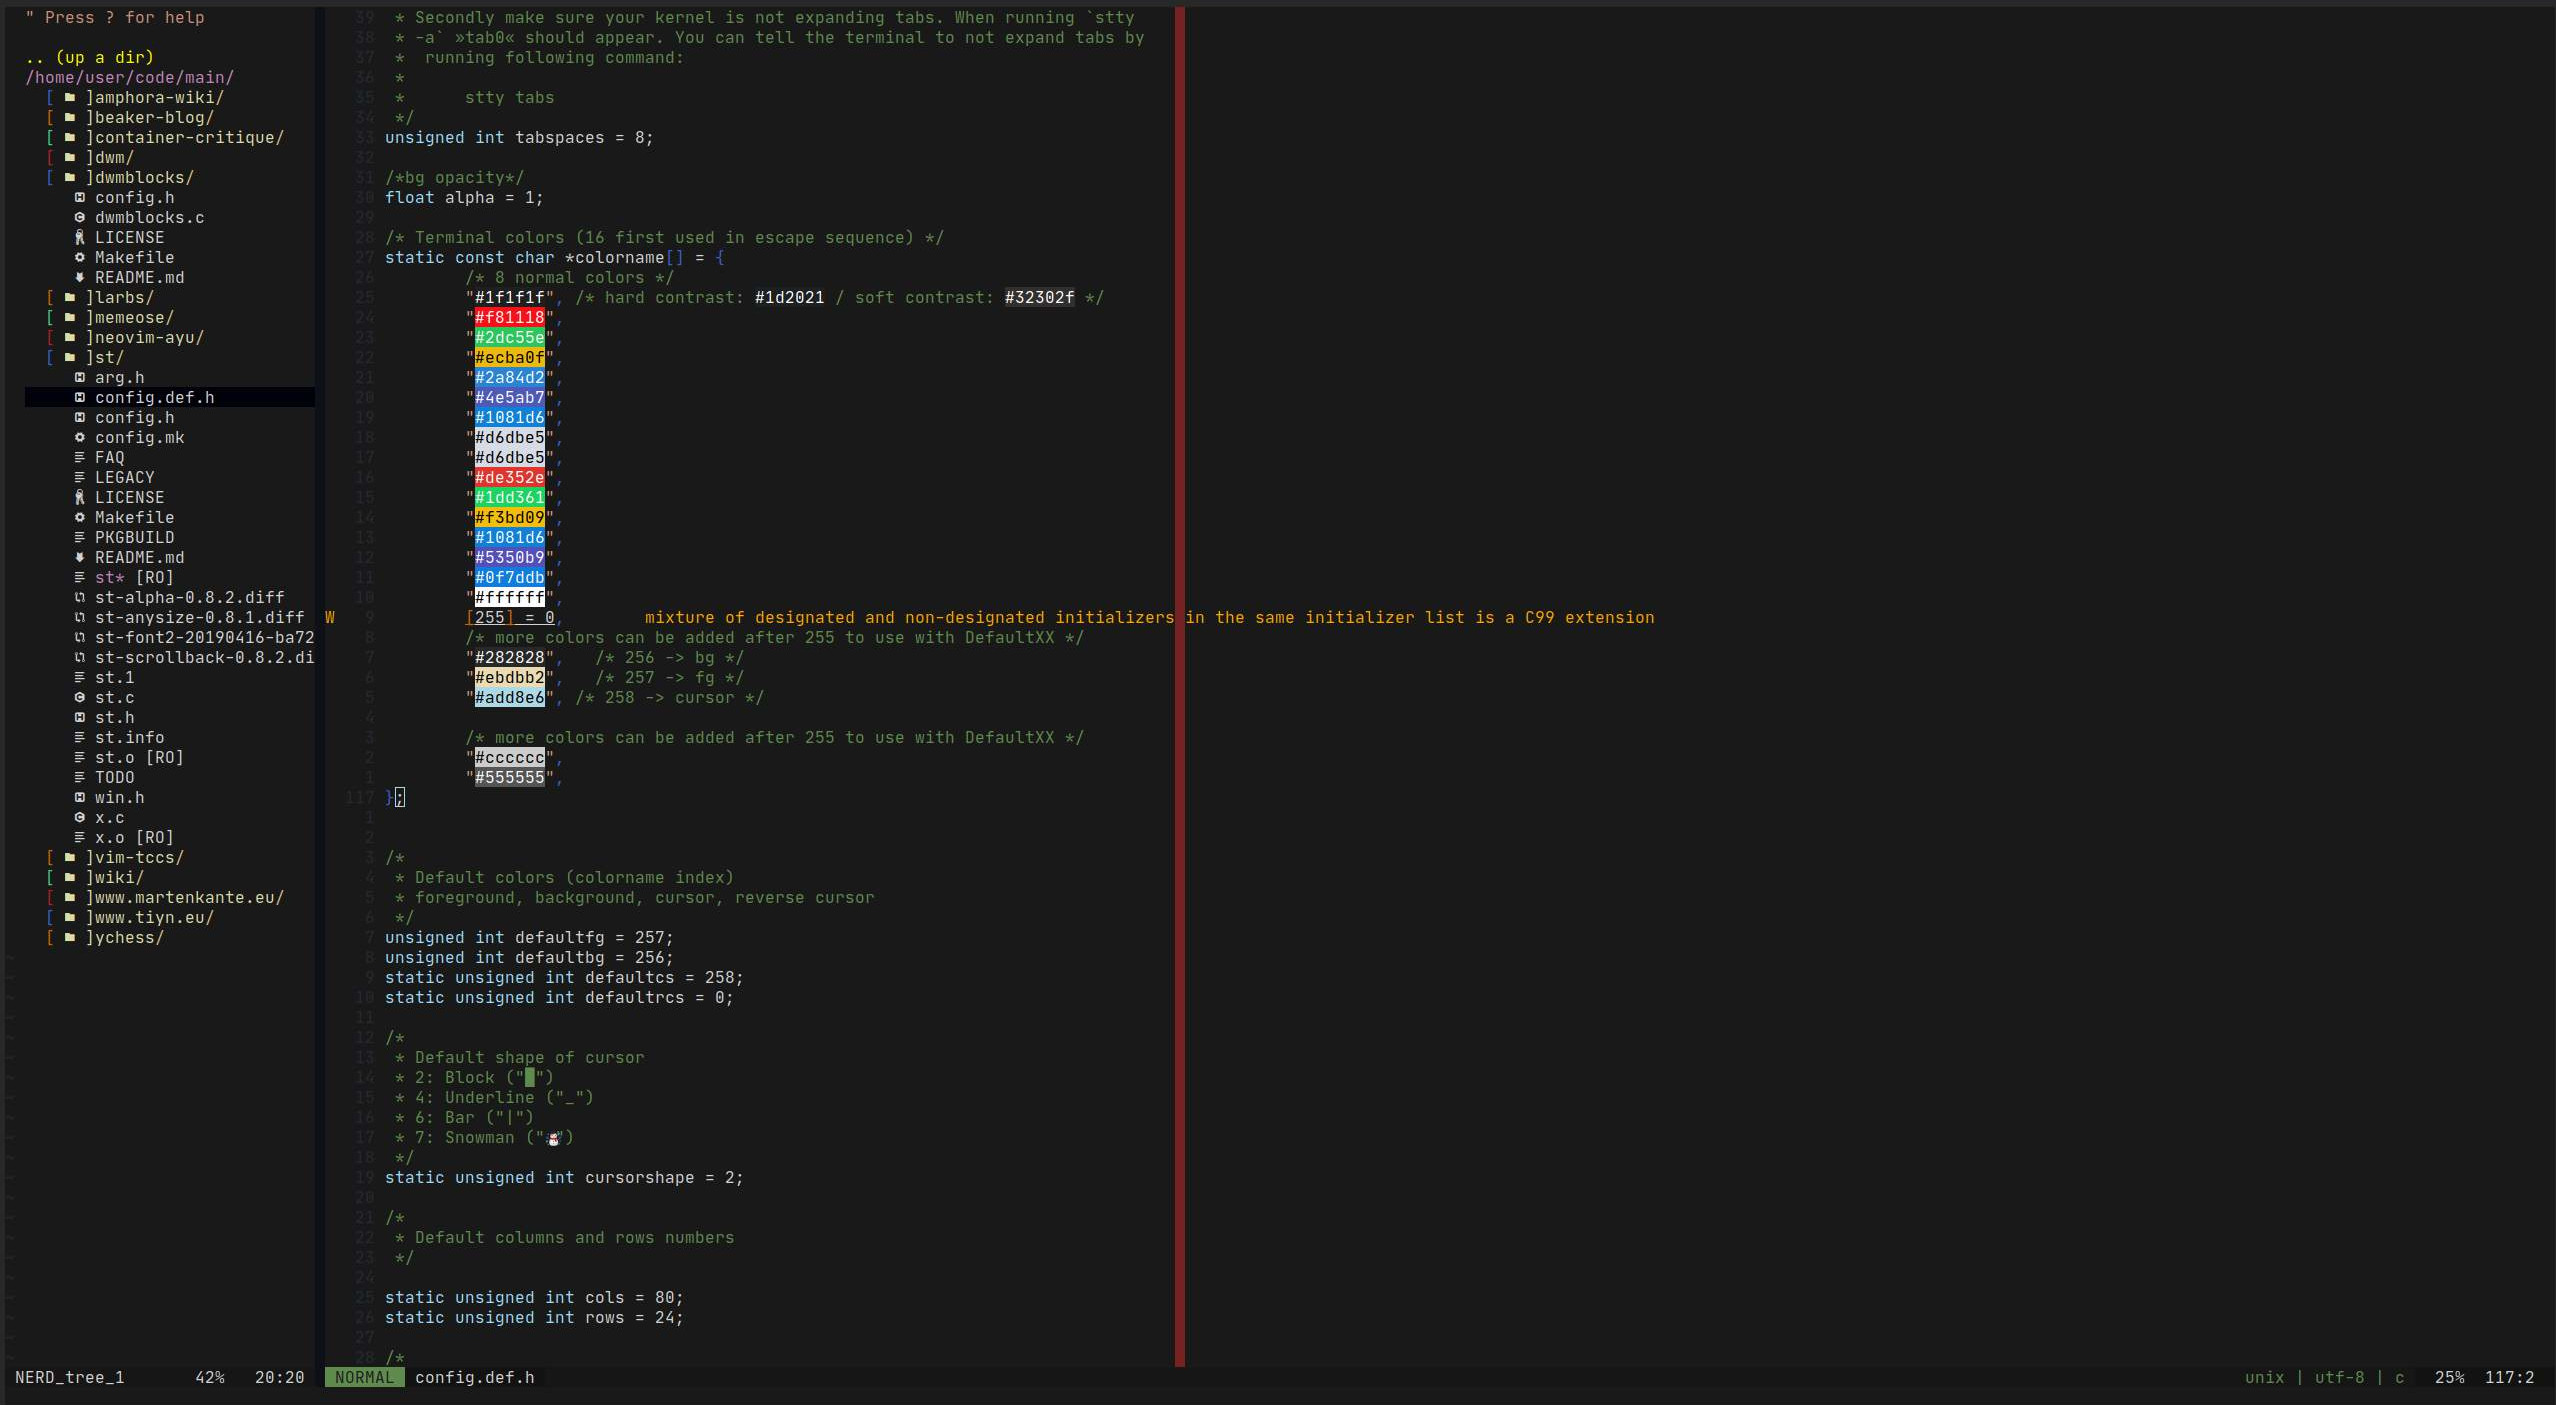 " Press ? for help
.. (up a dir)
/home/user/code/main/
[ ]amphora-wiki/
[ ]beaker-blog/
[ ]container-critique/
[ ]dwm/
[ ]dwmblocks/
config.h
dwmblocks.c
LICENSE
Makefile
README.md
[ ]larbs/
[ ]memeose/
[ ]neovim-ayu/
[ ]st/
arg.h
config.def.h
config.h
config.mk
FAQ
LEGACY
LICENSE
Makefile
PKGBUILD
README.md
st* [RO]
st-alpha-0.8.2.diff
st-anysize-0.8.1.diff
st-font2-20190416-ba72
st-scrollback-0.8.2.di
st.1
st.c
st.h
st.info
st.o [RO]
TODO
win.h
x.c
x.o [RO]
[ ]vim-tccs/
[ ]wiki/
[ ]www.martenkante.eu/
[ ]www.tiyn.eu/
[ ]ychess/
NERD_tree_1 42% 20:20
39 * Secondly make sure your kernel is not expanding tabs. When running `stty
38 * -a` »tab0« should appear. You can tell the terminal to not expand tabs by
37 *  running following command:
36 *
35 *      stty tabs
34 */
33 unsigned int tabspaces = 8;
32
31 /*bg opacity*/
30 float alpha = 1;
29
28 /* Terminal colors (16 first used in escape sequence) */
27 static const char *colorname[] = {
26 /* 8 normal colors */
25 "#1f1f1f", /* hard contrast: #1d2021 / soft contrast: #32302f */
24 "#f81118",
23 "#2dc55e",
22 "#ecba0f",
21 "#2a84d2",
20 "#4e5ab7",
19 "#1081d6",
18 "#d6dbe5",
17 "#d6dbe5",
16 "#de352e",
15 "#1dd361",
14 "#f3bd09",
13 "#1081d6",
12 "#5350b9",
11 "#0f7ddb",
10 "#ffffff",
W 9 [255] = 0, mixture of designated and non-designated initializers in the same initializer list is a C99 extension
8 /* more colors can be added after 255 to use with DefaultXX */
7 "#282828",   /* 256 -> bg */
6 "#ebdbb2",   /* 257 -> fg */
5 "#add8e6", /* 258 -> cursor */
4
3 /* more colors can be added after 255 to use with DefaultXX */
2 "#cccccc",
1 "#555555",
117 };
1
2
3 /*
4 * Default colors (colorname index)
5 * foreground, background, cursor, reverse cursor
6 */
7 unsigned int defaultfg = 257;
8 unsigned int defaultbg = 256;
9 static unsigned int defaultcs = 258;
10 static unsigned int defaultrcs = 0;
11
12 /*
13 * Default shape of cursor
14 * 2: Block ("█")
15 * 4: Underline ("_")
16 * 6: Bar ("|")
17 * 7: Snowman ("☃")
18 */
19 static unsigned int cursorshape = 2;
20
21 /*
22 * Default columns and rows numbers
23 */
24
25 static unsigned int cols = 80;
26 static unsigned int rows = 24;
27
28 /*
NORMAL config.def.h unix | utf-8 | c 25% 117:2